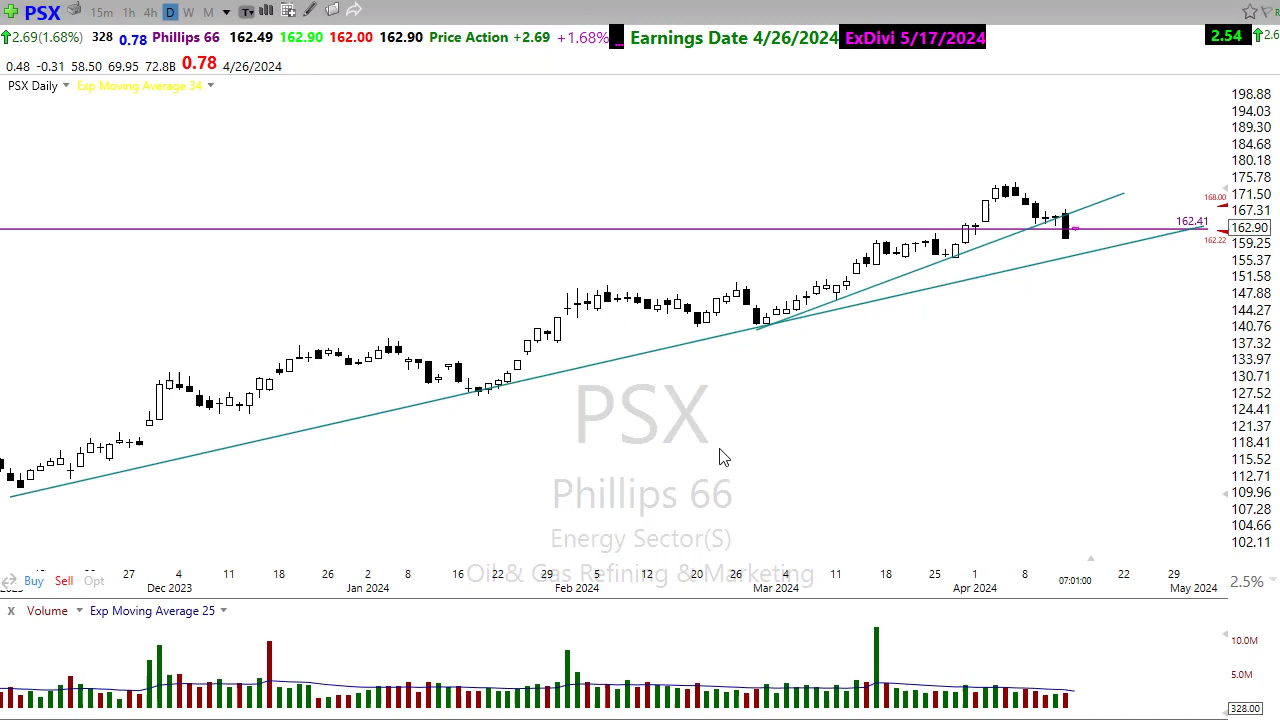 PSX 15m 1h 4h D W M T
2.69(1.68%) 328 0.78 Phillips 66 162.49 162.90 162.00 162.90 Price Action +2.69 +1.68% ... Earnings Date 4/26/2024 ExDivi 5/17/2024 2.54
0.48 -0.31 58.50 69.95 72.8B 0.78 4/26/2024
PSX Daily Exp Moving Average 34
198.88
194.03
189.30
184.68
180.18
175.78
171.50
168.00
167.31
162.41
162.90
162.22
159.25
155.37
151.58
147.88
144.27
140.76
137.32
133.97
130.71
127.52
124.41
121.37
118.41
115.52
112.71
109.96
107.28
104.66
102.11
PSX
Phillips 66
Energy Sector(S)
Oil & Gas Refining & Marketing
27 4 11 18 26 2 8 16 22 29 5 12 20 26 4 11 18 25 1 8 07:01:00 22 29
Buy Sell Opt
Dec 2023 Jan 2024 Feb 2024 Mar 2024 Apr 2024 May 2024
2.5%
X Volume Exp Moving Average 25
10.0M
5.0M
328.00